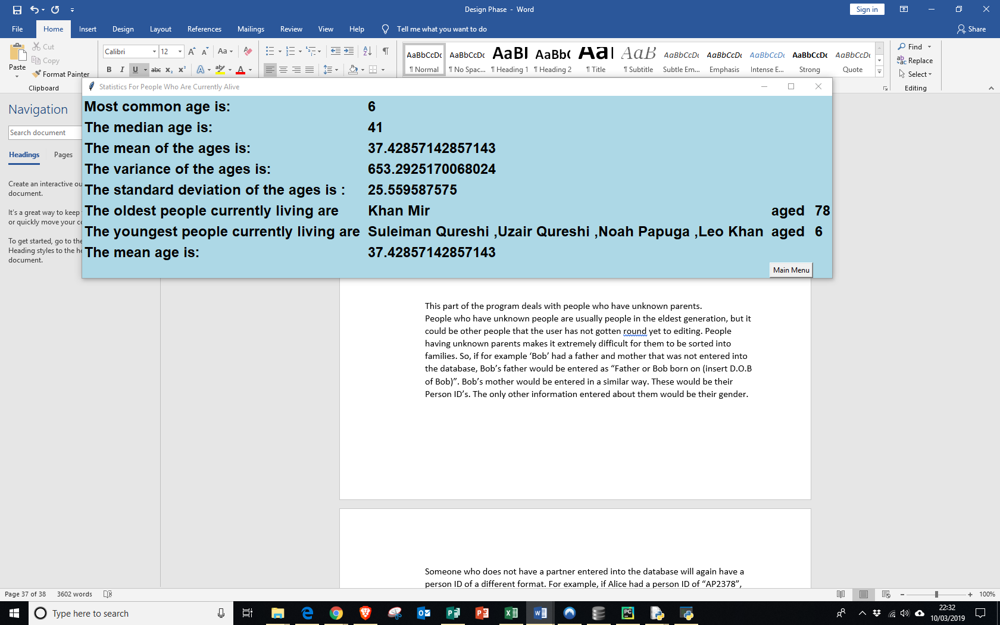 Design Phase - Word
Sign in
File Home Insert Design Layout References Mailings Review View Help Tell me what you want to do Share
Paste
Cut
Copy
Format Painter
Clipboard
Calibri 12
B I U abc x₂ x²
AaBbCcDc ¶ Normal
AaBbCcDc ¶ No Spac...
AaBl ¶ Heading 1
AaBb( ¶ Heading 2
Aal ¶ Title
AaB ¶ Subtitle
AaBbCcDc Subtle Em...
AaBbCcDc Emphasis
AaBbCcDc Intense E...
AaBbCcDc Strong
AaBbCcDc Quote
Find
Replace
Select
Editing
Statistics For People Who Are Currently Alive
Most common age is: 6
The median age is: 41
The mean of the ages is: 37.42857142857143
The variance of the ages is: 653.2925170068024
The standard deviation of the ages is : 25.559587575
The oldest people currently living are Khan Mir aged 78
The youngest people currently living are Suleiman Qureshi ,Uzair Qureshi ,Noah Papuga ,Leo Khan aged 6
The mean age is: 37.42857142857143
Main Menu
Navigation
Search document
Headings Pages
Create an interactive ou
document.
It's a great way to keep
or quickly move your co
To get started, go to the
Heading styles to the he
document.
This part of the program deals with people who have unknown parents.
People who have unknown people are usually people in the eldest generation, but it
could be other people that the user has not gotten round yet to editing. People
having unknown parents makes it extremely difficult for them to be sorted into
families. So, if for example ‘Bob’ had a father and mother that was not entered into
the database, Bob’s father would be entered as “Father or Bob born on (insert D.O.B
of Bob)”. Bob’s mother would be entered in a similar way. These would be their
Person ID’s. The only other information entered about them would be their gender.
Someone who does not have a partner entered into the database will again have a
person ID of a different format. For example, if Alice had a person ID of “AP2378”,
Page 37 of 38 3602 words
100%
Type here to search
22:32
10/03/2019